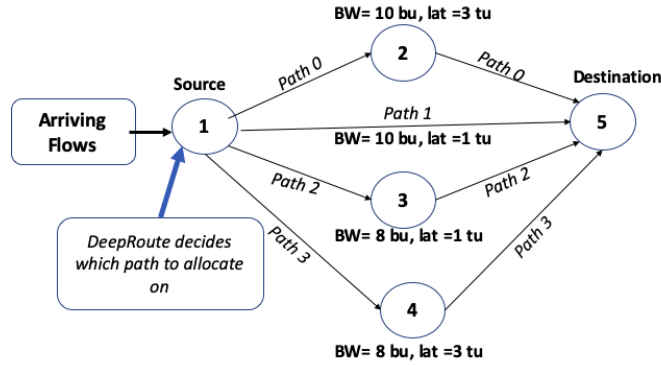 BW= 10 bu, lat =3 tu
2
Path 0
Path 0
Source
Destination
Arriving
Flows
1
Path 1
5
BW= 10 bu, lat =1 tu
Path 2
3
Path 2
BW= 8 bu, lat =1 tu
DeepRoute decides
which path to allocate
on
Path 3
Path 3
4
BW= 8 bu, lat =3 tu